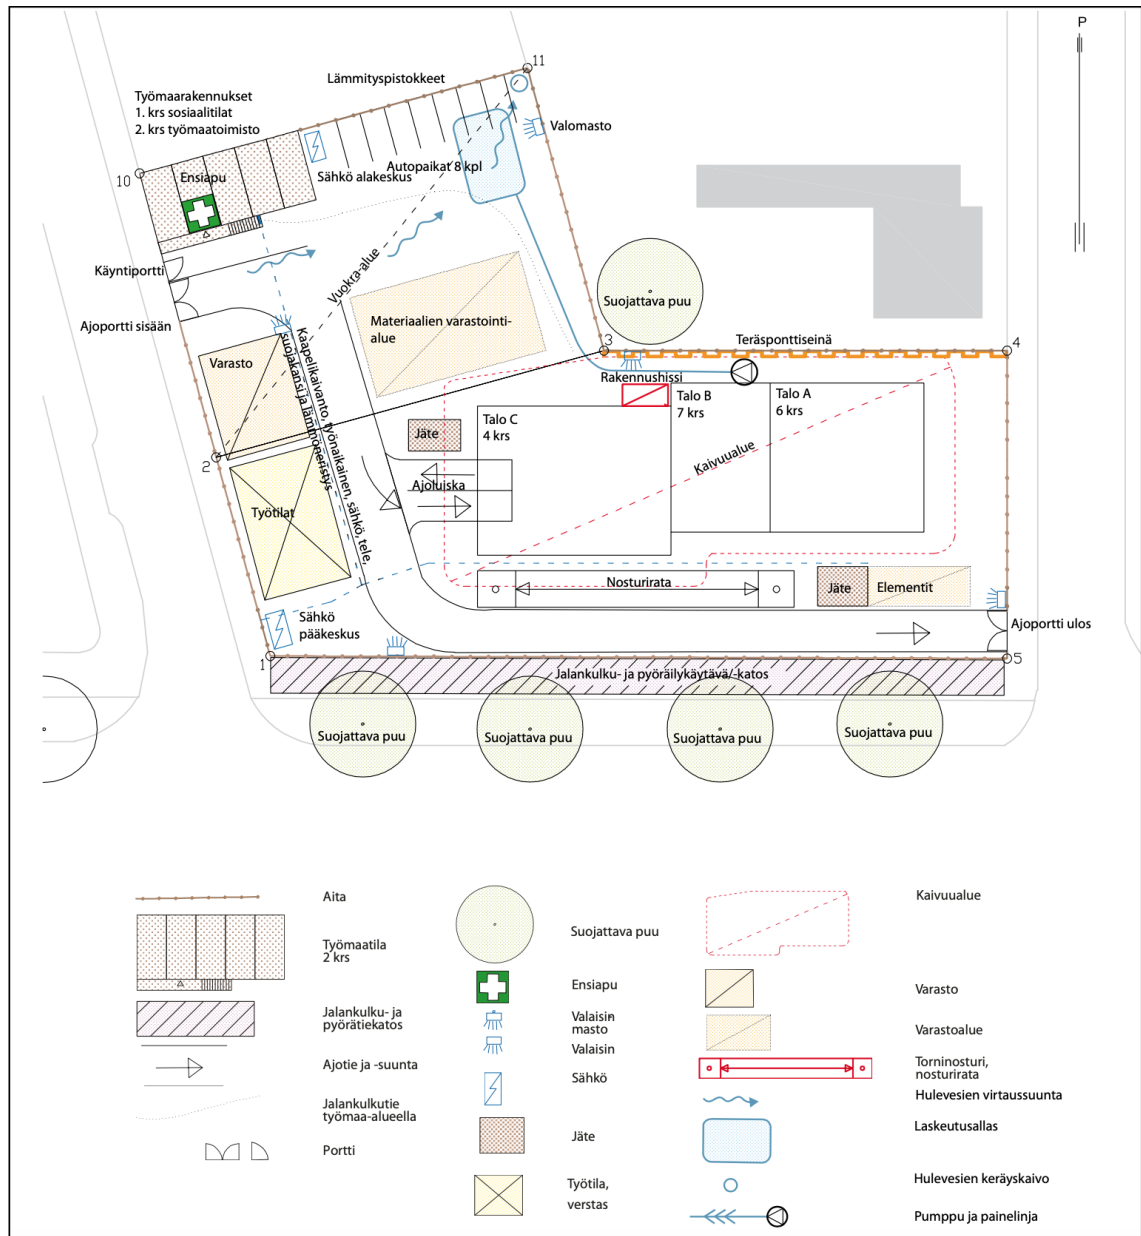 P
11
Lämmityspistokkeet
Työmaarakennukset
1. krs sosiaalitilat
2. krs työmaatoimisto
Valomasto
10
Ensiapu
Sähkö alakeskus
Autopaikat 8 kpl
Käyntiportti
Vuokra-alue
Ajoportti sisään
Materiaalien varastointi-
alue
Suojattava puu
3
Teräsponttiseinä
4
Varasto
Kaapelikaivanto, työnaikainen, sähkö, tele,
suojakansi ja lämmöneristys
Rakennushissi
Talo B
7 krs
Talo A
6 krs
Talo C
4 krs
Jäte
2
Kaivuualue
Ajoluiska
Työtilat
Nosturirata
Jäte
Elementit
Sähkö
pääkeskus
Ajoportti ulos
1
5
Jalankulku- ja pyöräilykäytävä/-katos
Suojattava puu
Suojattava puu
Suojattava puu
Suojattava puu
Aita
Työmaatila
2 krs
Jalankulku- ja
pyörätiekatos
Ajotie ja -suunta
Jalankulkutie
työmaa-alueella
Portti
Suojattava puu
Ensiapu
Valaisin
masto
Valaisin
Sähkö
Jäte
Työtila,
verstas
Kaivuualue
Varasto
Varastoalue
Torninosturi,
nosturirata
Hulevesien virtaussuunta
Laskeutusallas
Hulevesien keräyskaivo
Pumppu ja painelinja